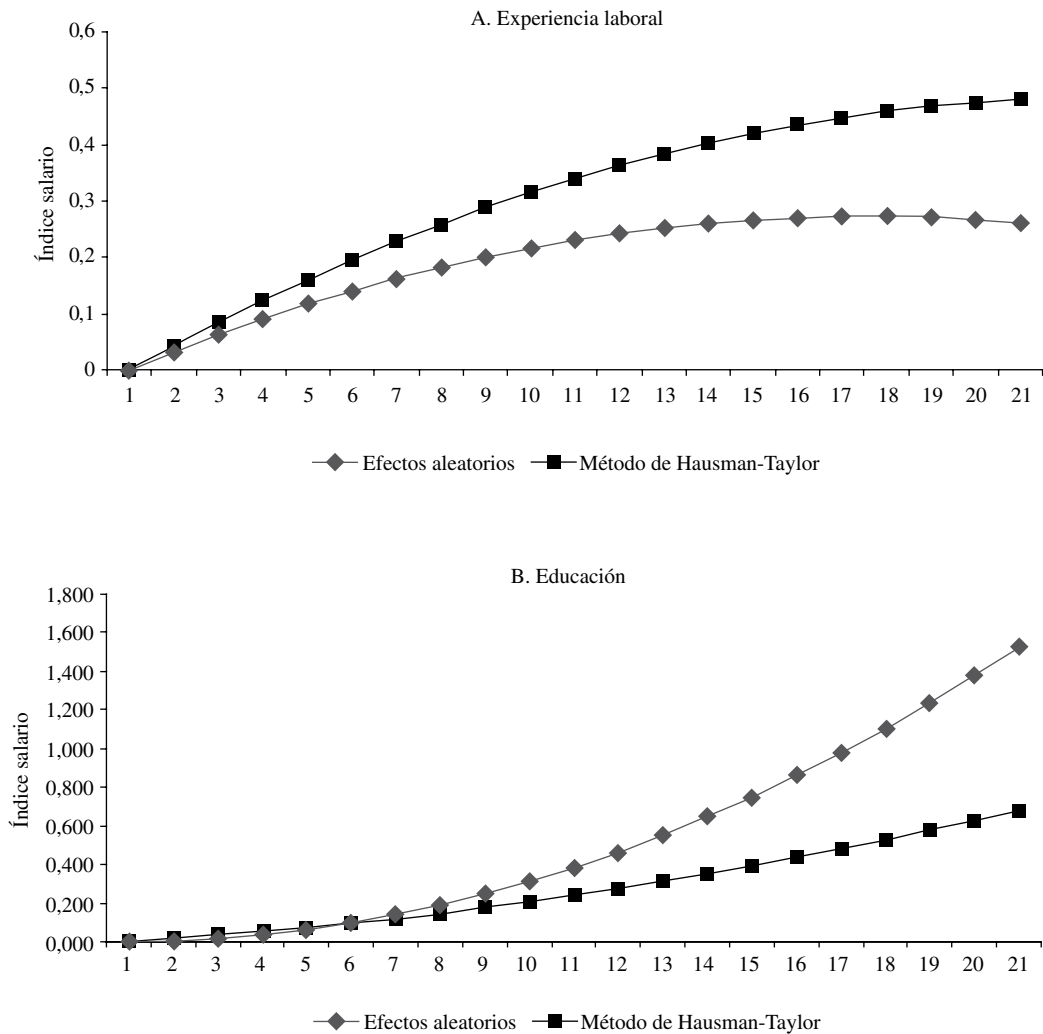 A. Experiencia laboral
0,6
0,5
0,4
0,3
0,2
0,1
0
Índice salario
1 2 3 4 5 6 7 8 9 10 11 12 13 14 15 16 17 18 19 20 21
Efectos aleatorios Método de Hausman-Taylor
B. Educación
1,800
1,600
1,400
1,200
1,000
0,800
0,600
0,400
0,200
0,000
Índice salario
1 2 3 4 5 6 7 8 9 10 11 12 13 14 15 16 17 18 19 20 21
Efectos aleatorios Método de Hausman-Taylor